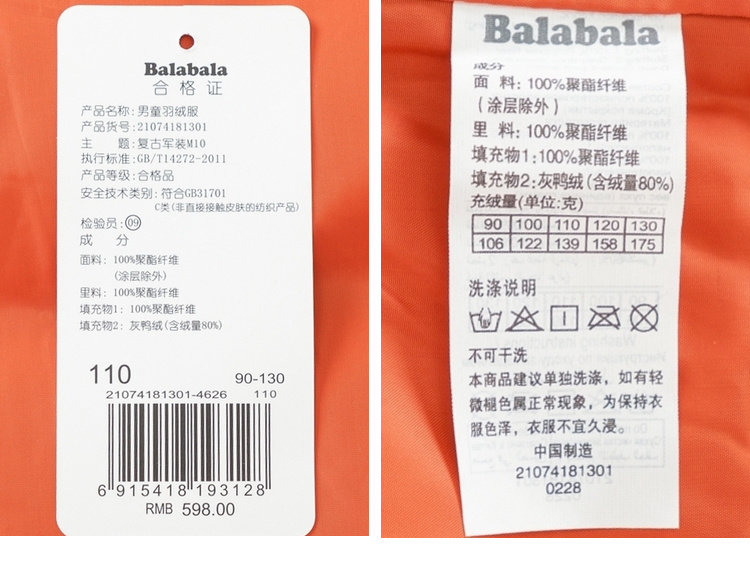 Balabala
合格证
产品名称: 男童羽绒服
产品货号: 21074181301
主 题: 复古军装M10
执行标准: GB/T14272-2011
产品等级: 合格品
安全技术类别: 符合GB31701
C类(非直接接触皮肤的纺织产品)
检验员: 09
成 分
面料: 100%聚酯纤维
(涂层除外)
里料: 100%聚酯纤维
填充物1: 100%聚酯纤维
填充物2: 灰鸭绒(含绒量80%)
110 90-130
21074181301-4626 110
6 915418 193128
RMB 598.00
Balabala
成分
面 料: 100%聚酯纤维
(涂层除外)
里 料: 100%聚酯纤维
填充物1: 100%聚酯纤维
填充物2: 灰鸭绒(含绒量80%)
充绒量(单位:克)
90 100 110 120 130
106 122 139 158 175
洗涤说明
不可干洗
本商品建议单独洗涤, 如有轻
微褪色属正常现象, 为保持衣
服色泽, 衣服不宜久浸。
中国制造
21074181301
0228